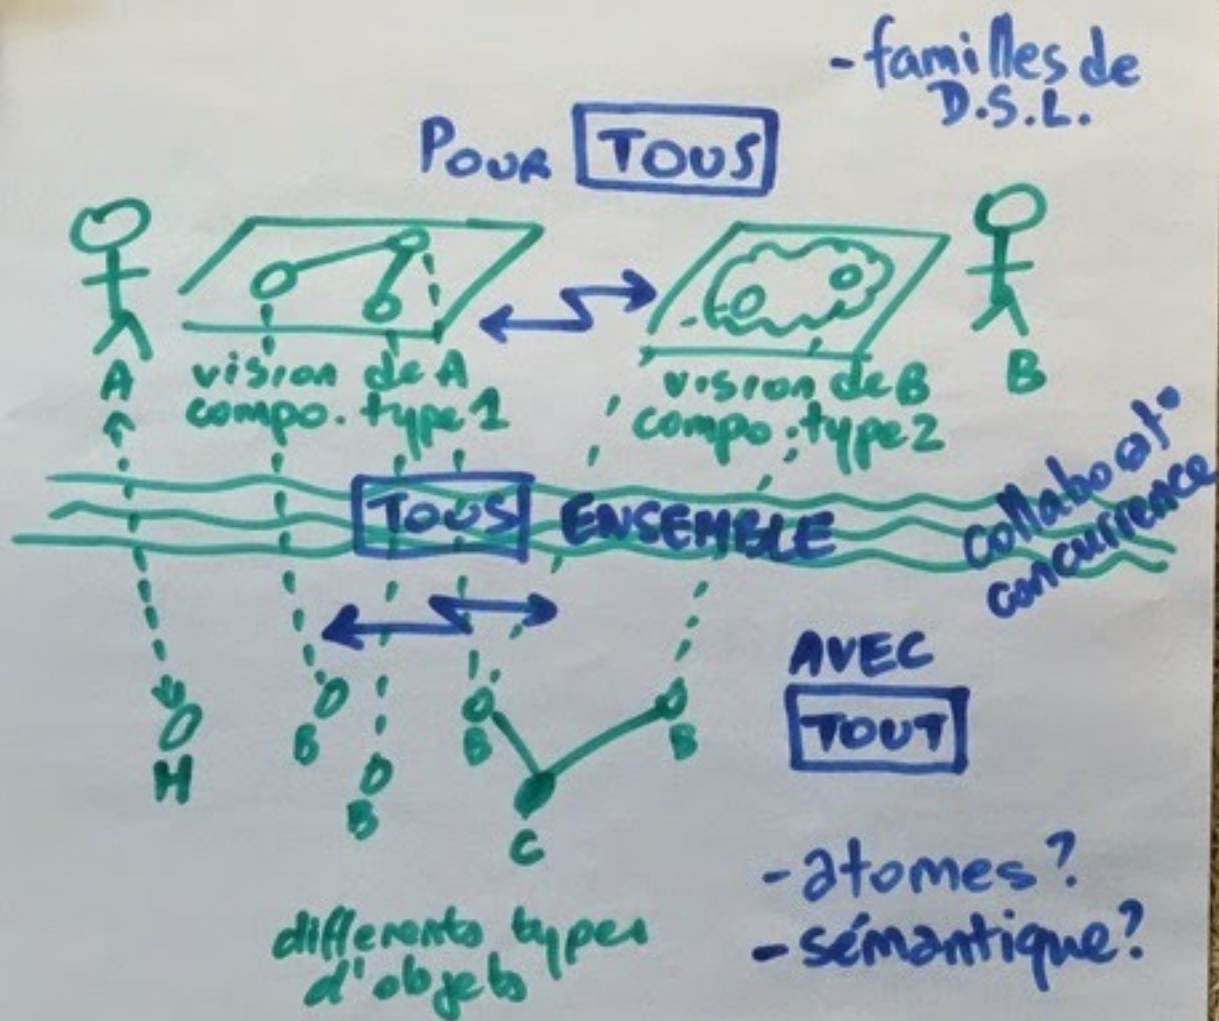 - familles de
D.S.L.
POUR TOUS
A
vision de A
compo. type 1
vision de B
compo. type 2
B
TOUS ENSEMBLE
collaborat°
concurrence
H
B
B
B
B
C
AVEC
TOUT
- atomes?
- sémantique?
differents types
d'objets